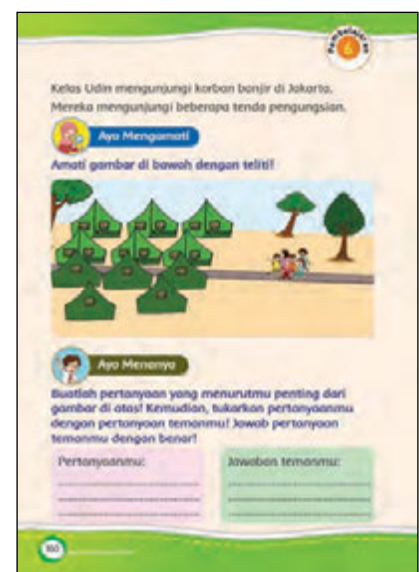 Pembelajaran
6
Kelas Udin mengunjungi korban banjir di Jakarta.
Mereka mengunjungi beberapa tenda pengungsian.
Ayo Mengamati
Amati gambar di bawah dengan teliti!
Ayo Menanya
Buatlah pertanyaan yang menurutmu penting dari
gambar di atas! Kemudian, tukarkan pertanyaanmu
dengan pertanyaan temanmu! Jawab pertanyaan
temanmu dengan benar!
Pertanyaanmu:
Jawaban temanmu:
160